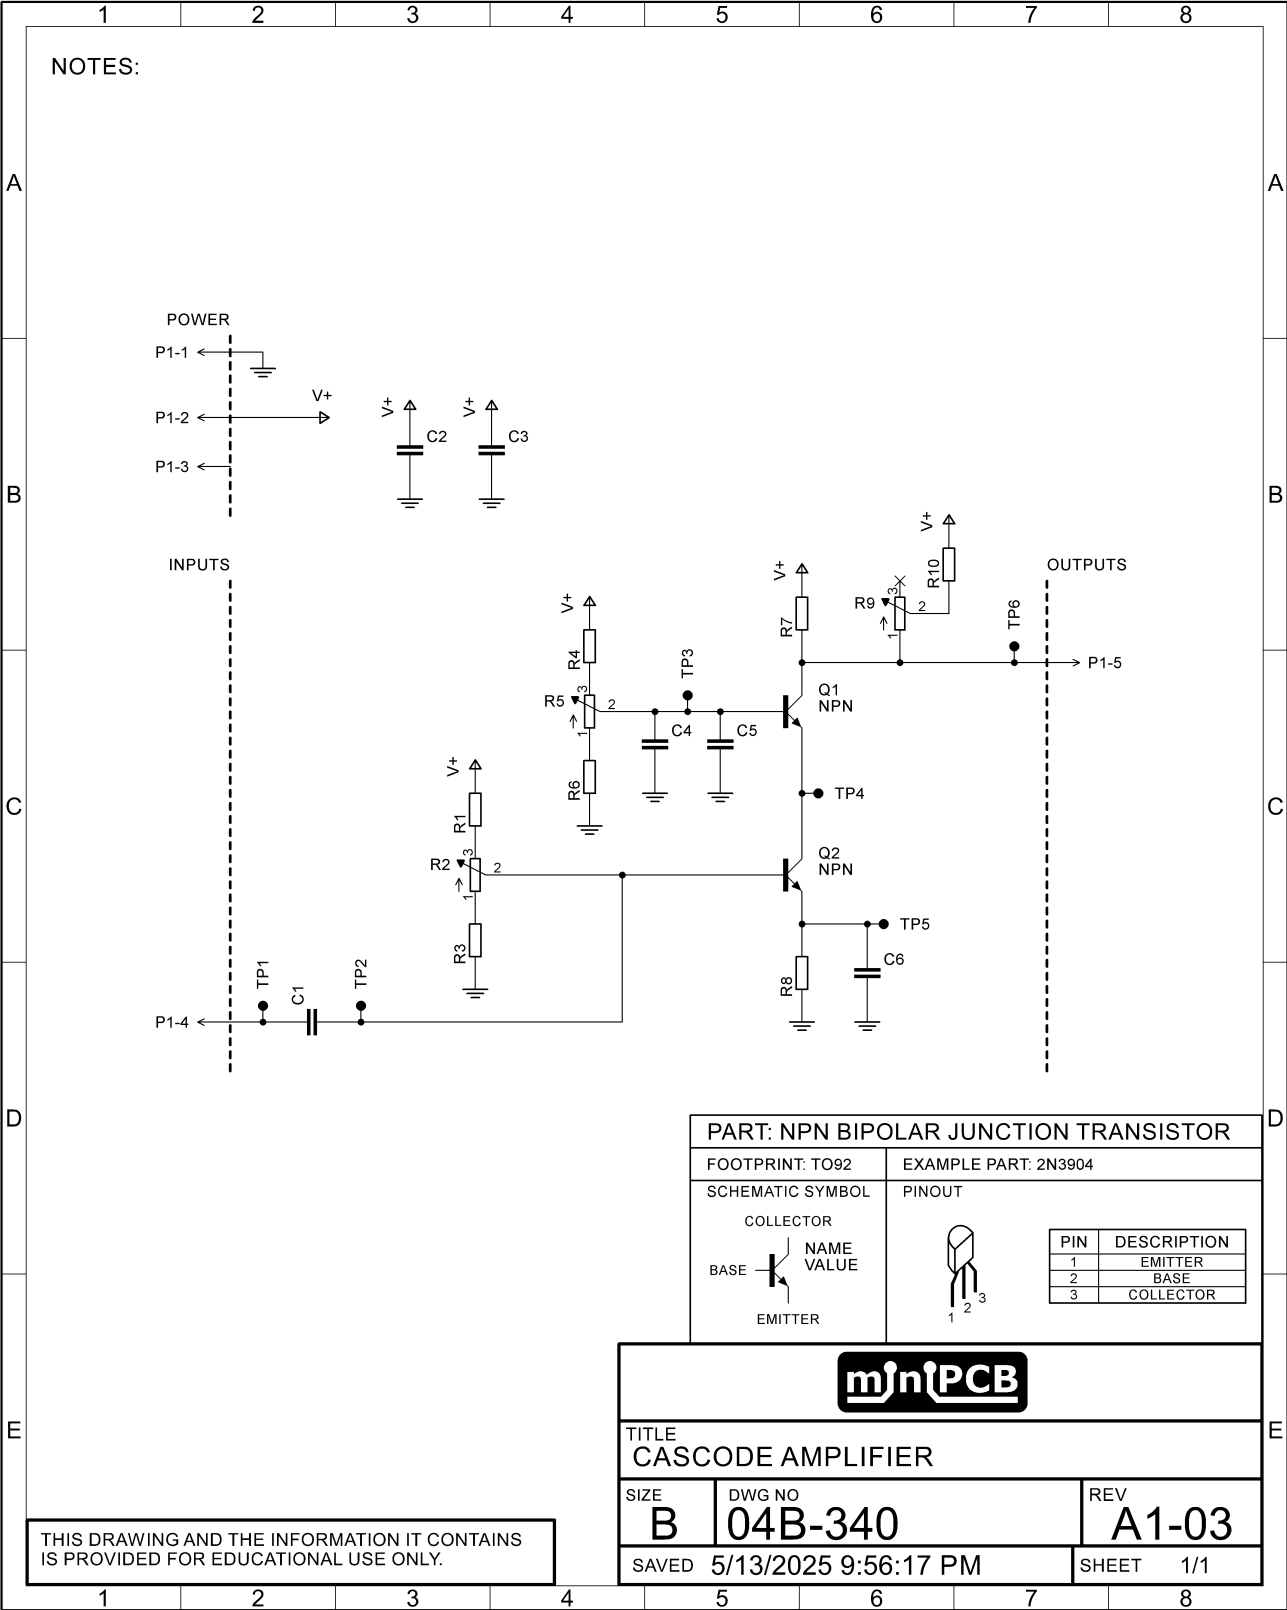 1 2 3 4 5 6 7 8
NOTES:
A A
POWER
P1-1
V+
P1-2
V+ V+
C2 C3
P1-3
B B
V+
INPUTS OUTPUTS
V+
R10
3
R9 2
1
TP6
V+
R7
R4
TP3
P1-5
3
R5 2
1
Q1
NPN
C4 C5
V+
R6
TP4
C C
R1
3
R2 2
1
Q2
NPN
TP5
R3
C6
TP1 TP2
C1
R8
P1-4
D D
PART: NPN BIPOLAR JUNCTION TRANSISTOR
FOOTPRINT: TO92 EXAMPLE PART: 2N3904
SCHEMATIC SYMBOL PINOUT
COLLECTOR
NAME
VALUE
BASE
EMITTER
1 2 3
PIN DESCRIPTION
1 EMITTER
2 BASE
3 COLLECTOR
miniPCB
E E
TITLE
CASCODE AMPLIFIER
SIZE DWG NO REV
B 04B-340 A1-03
THIS DRAWING AND THE INFORMATION IT CONTAINS
IS PROVIDED FOR EDUCATIONAL USE ONLY.
SAVED 5/13/2025 9:56:17 PM SHEET 1/1
1 2 3 4 5 6 7 8